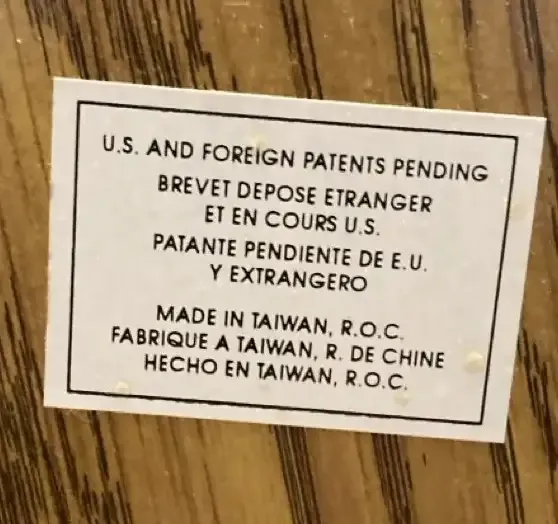 U.S. AND FOREIGN PATENTS PENDING
BREVET DEPOSE ETRANGER
ET EN COURS U.S.
PATANTE PENDIENTE DE E.U.
Y EXTRANGERO
MADE IN TAIWAN, R.O.C.
FABRIQUE A TAIWAN, R. DE CHINE
HECHO EN TAIWAN, R.O.C.